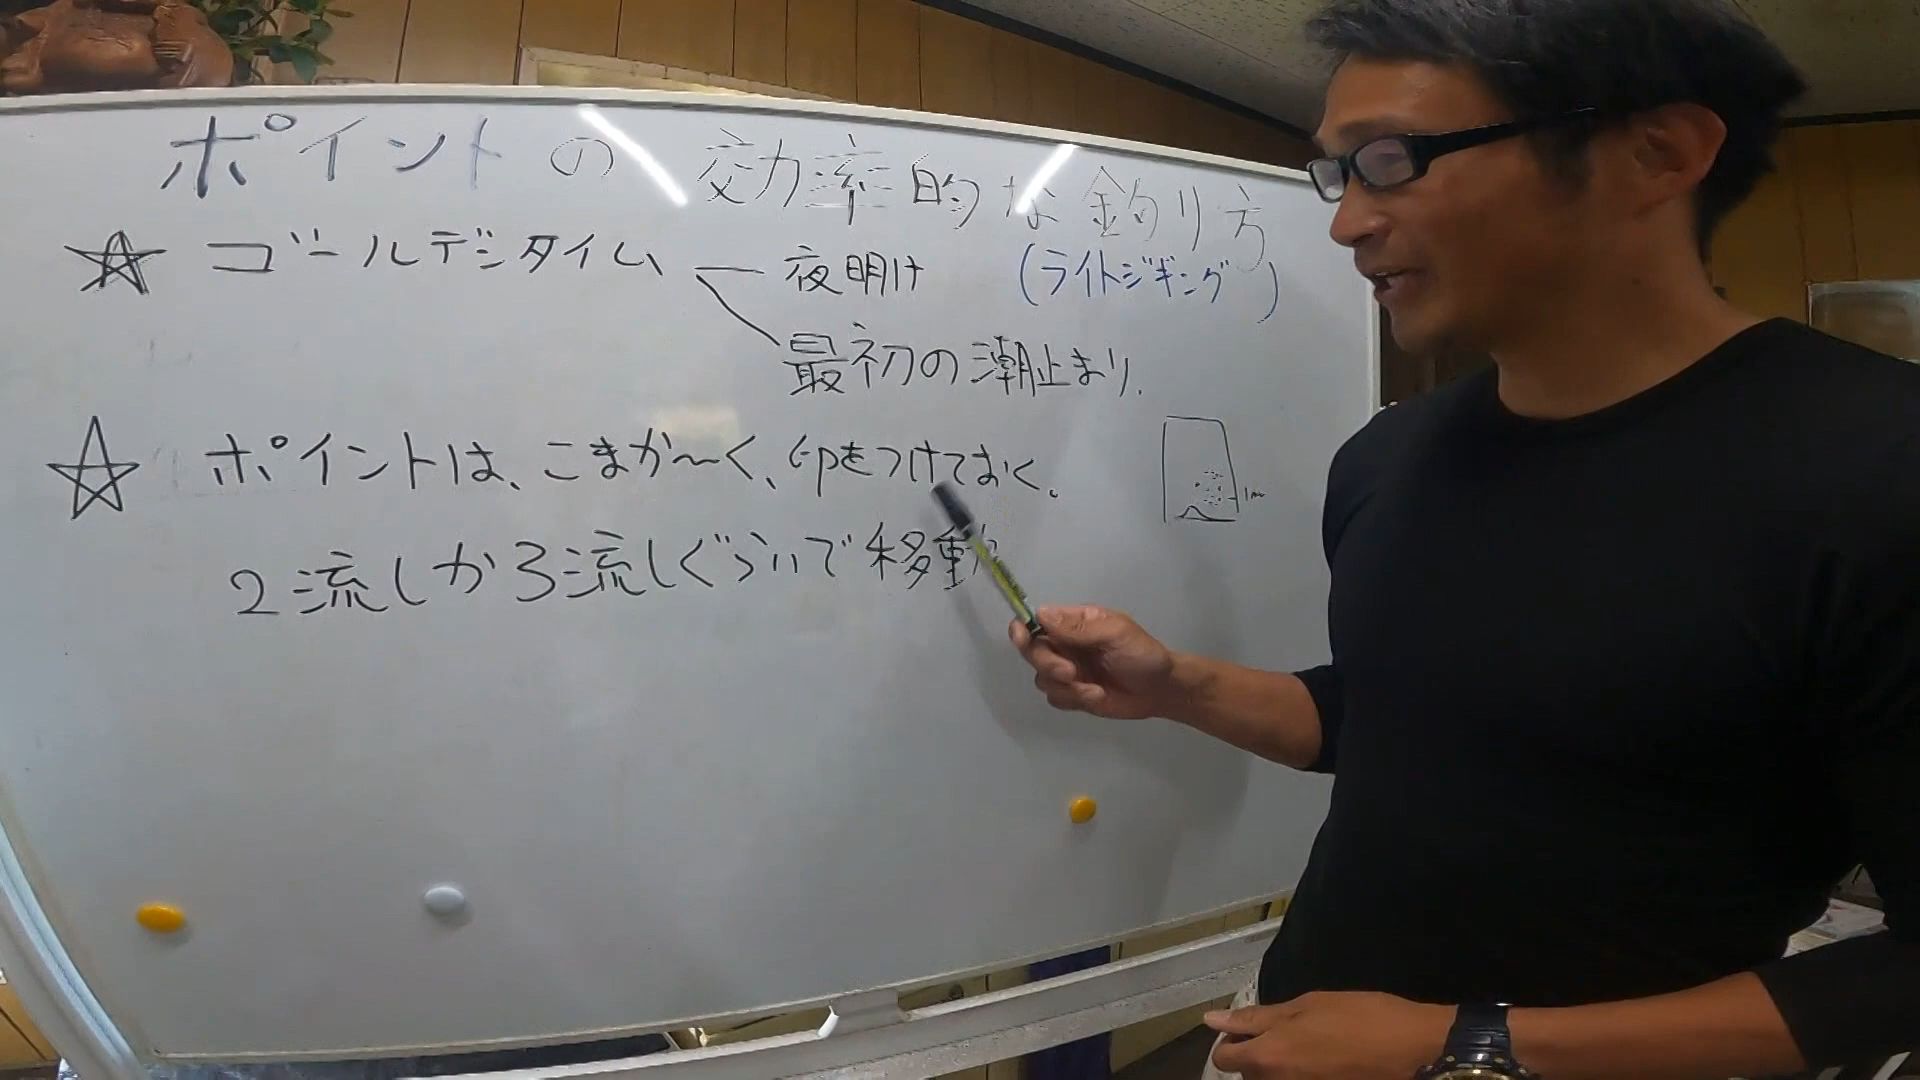 ポイントの効率的な釣り方
☆ ゴールデンタイム 夜明け (ライトジギング)
最初の潮止まり.
☆ ポイントは、こまか〜く、印をつけておく。
1m
2流しか3流しぐらいで移動